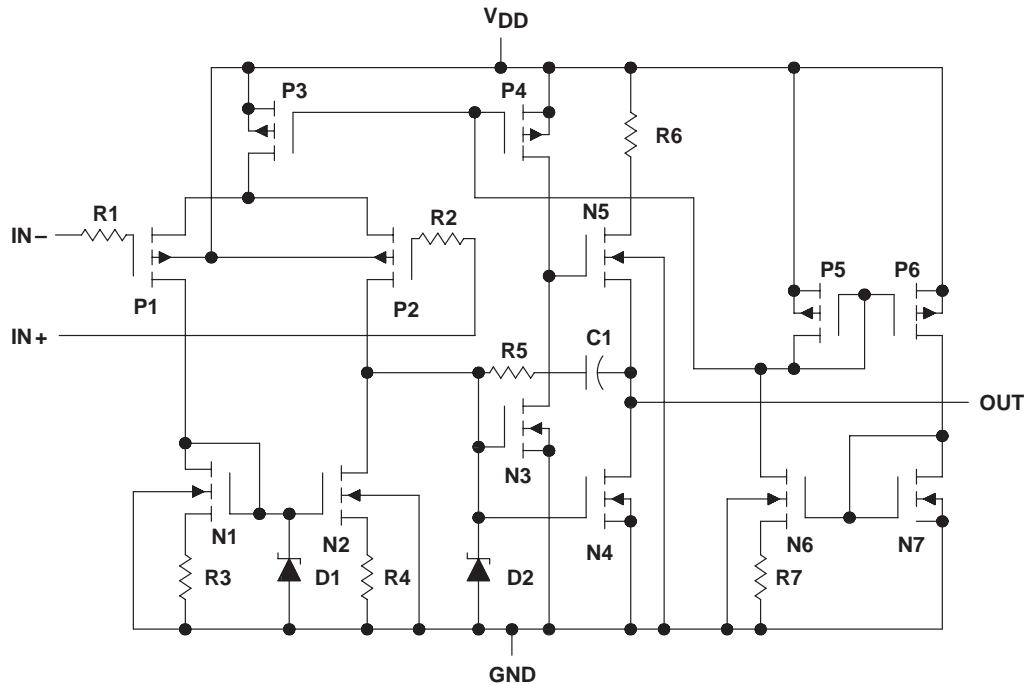 VDD
P3
P4
R6
R1
R2
N5
IN−
P5
P6
P1
P2
IN+
R5
C1
OUT
N3
N1
N2
N4
N6
N7
R3
D1
R4
D2
R7
GND